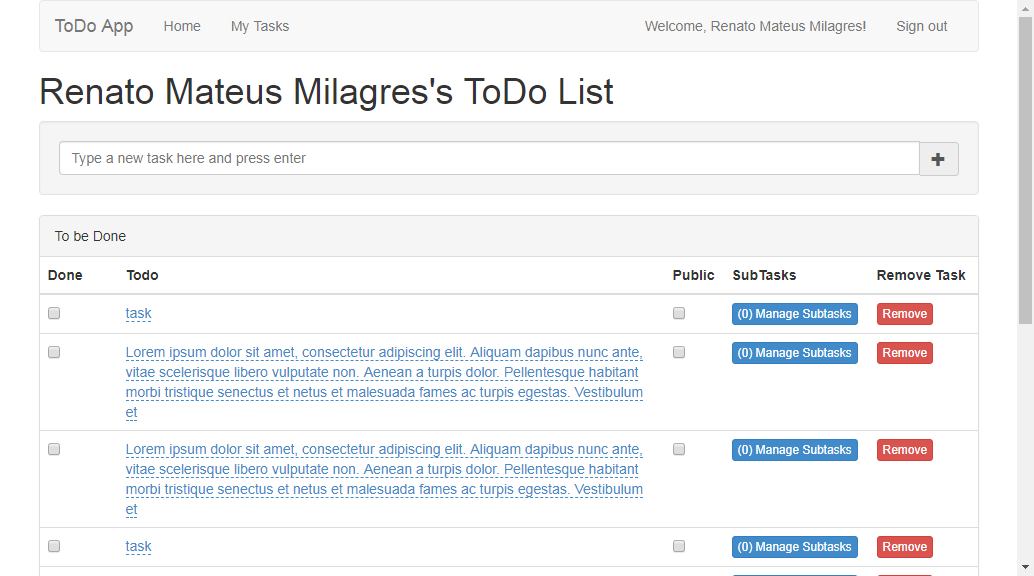 ToDo App Home My Tasks Welcome, Renato Mateus Milagres! Sign out
Renato Mateus Milagres's ToDo List
Type a new task here and press enter
To be Done
Done Todo Public SubTasks Remove Task
task (0) Manage Subtasks Remove
Lorem ipsum dolor sit amet, consectetur adipiscing elit. Aliquam dapibus nunc ante, (0) Manage Subtasks Remove
vitae scelerisque libero vulputate non. Aenean a turpis dolor. Pellentesque habitant
morbi tristique senectus et netus et malesuada fames ac turpis egestas. Vestibulum
et
Lorem ipsum dolor sit amet, consectetur adipiscing elit. Aliquam dapibus nunc ante, (0) Manage Subtasks Remove
vitae scelerisque libero vulputate non. Aenean a turpis dolor. Pellentesque habitant
morbi tristique senectus et netus et malesuada fames ac turpis egestas. Vestibulum
et
task (0) Manage Subtasks Remove